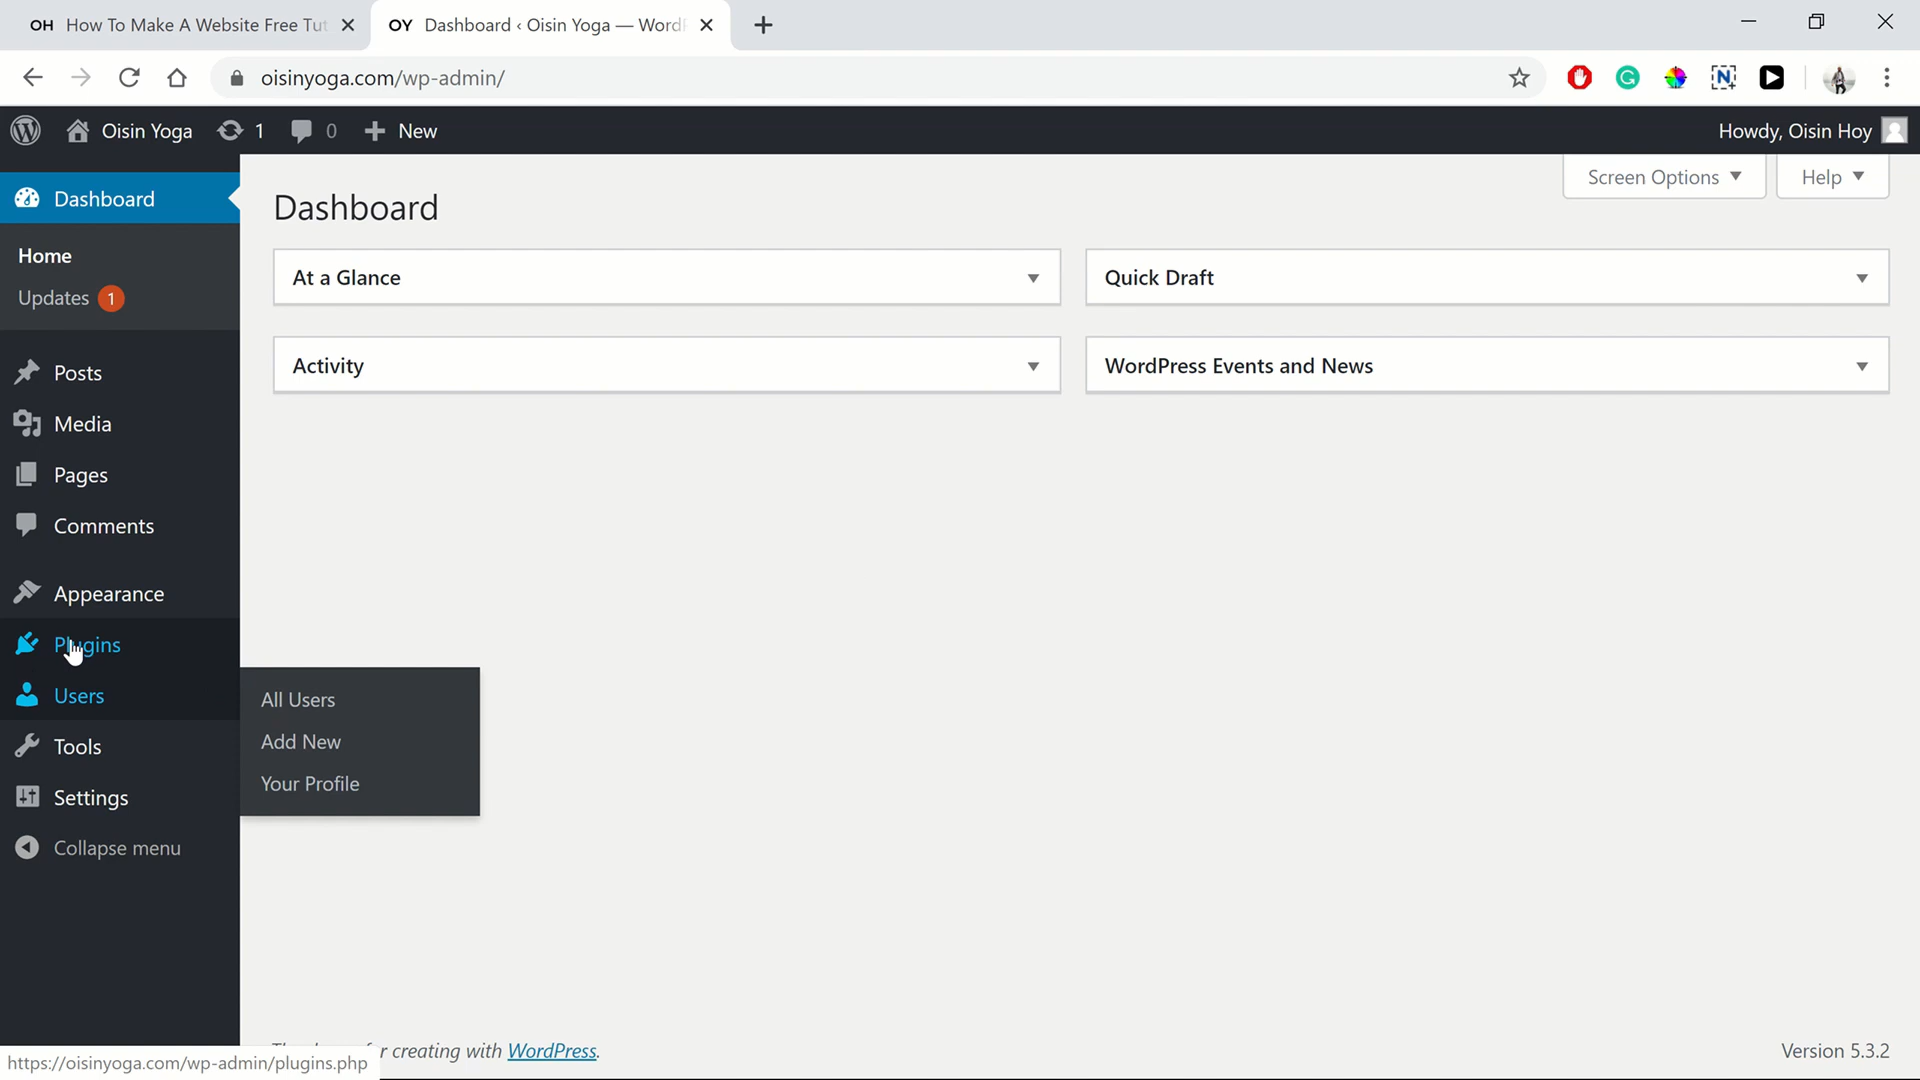 OH How To Make A Website Free Tut
OY Dashboard ‹ Oisin Yoga — WordP
oisinyoga.com/wp-admin/
Oisin Yoga 1 0 + New
Howdy, Oisin Hoy
Dashboard
Home
Updates 1
Posts
Media
Pages
Comments
Appearance
Plugins
Users
Tools
Settings
Collapse menu
All Users
Add New
Your Profile
Screen Options
Help
Dashboard
At a Glance
Quick Draft
Activity
WordPress Events and News
r creating with WordPress.
Version 5.3.2
https://oisinyoga.com/wp-admin/plugins.php